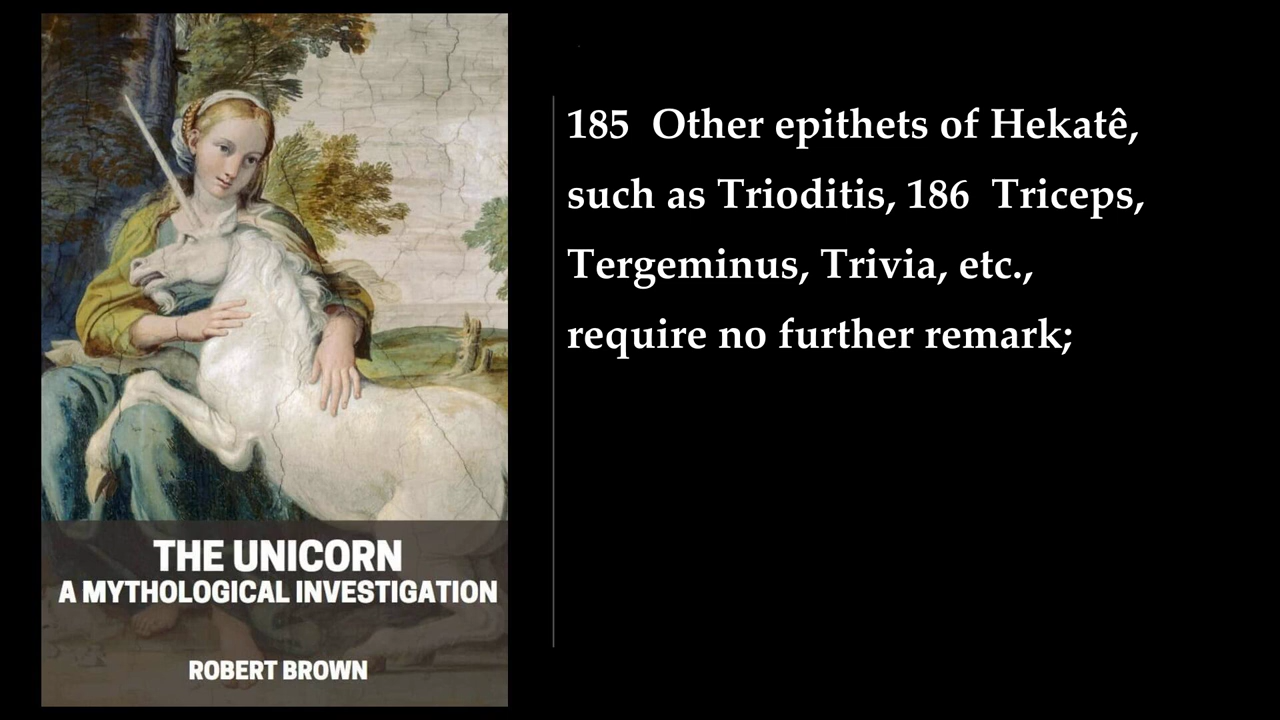 THE UNICORN
A MYTHOLOGICAL INVESTIGATION
ROBERT BROWN
185  Other epithets of Hekatê,
such as Trioditis, 186  Triceps,
Tergeminus, Trivia, etc.,
require no further remark;